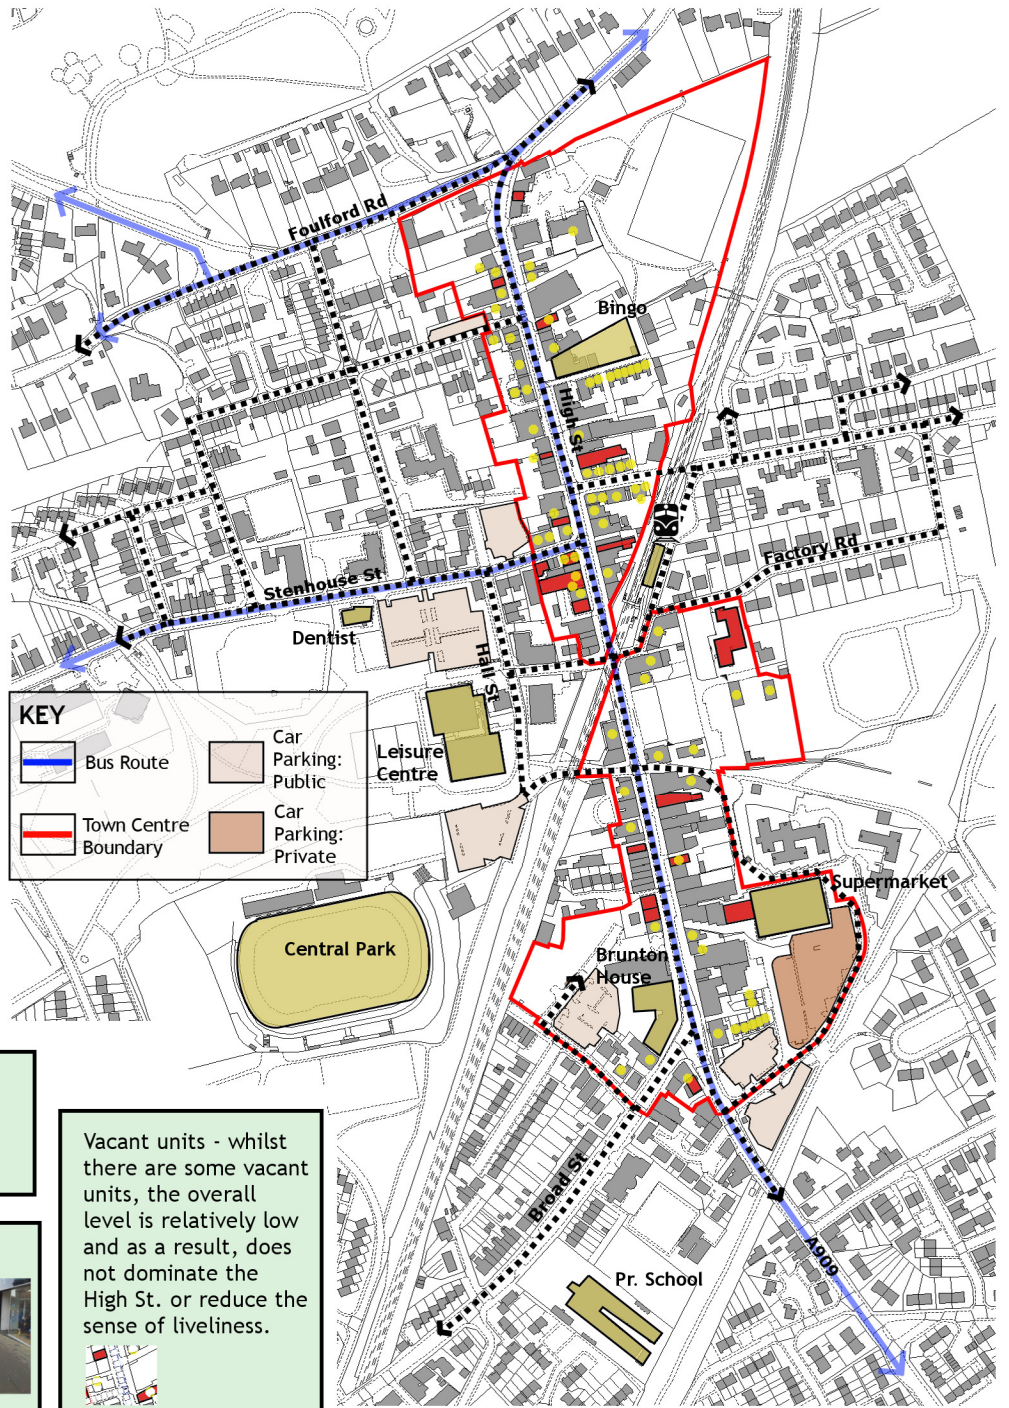 Foulford Rd
Bingo
High St
Factory Rd
Stenhouse St
Dentist
Hall St
KEY
Bus Route
Car
Parking:
Public
Town Centre
Boundary
Car
Parking:
Private
Leisure
Centre
Supermarket
Central Park
Brunton
House
Vacant units - whilst
there are some vacant
units, the overall
level is relatively low
and as a result, does
not dominate the
High St. or reduce the
sense of liveliness.
Broad St
A909
Pr. School